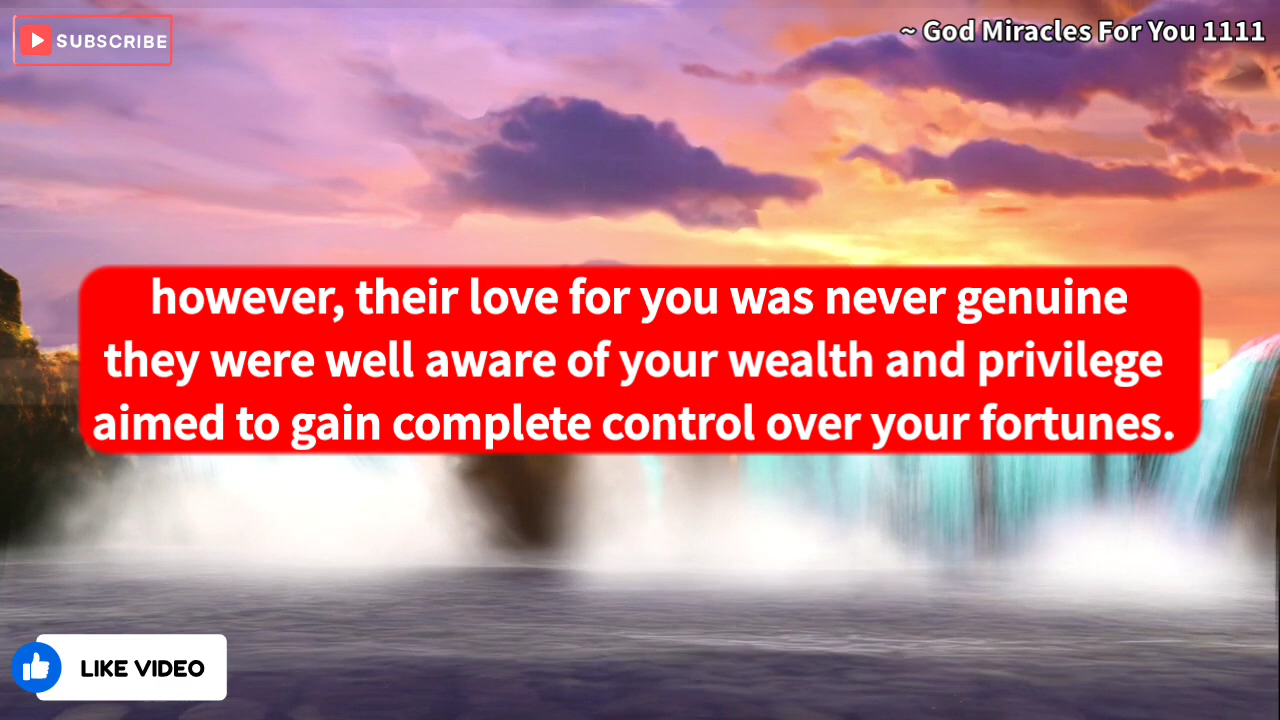 SUBSCRIBE
~ God Miracles For You 1111
however, their love for you was never genuine
they were well aware of your wealth and privilege
aimed to gain complete control over your fortunes.
LIKE VIDEO